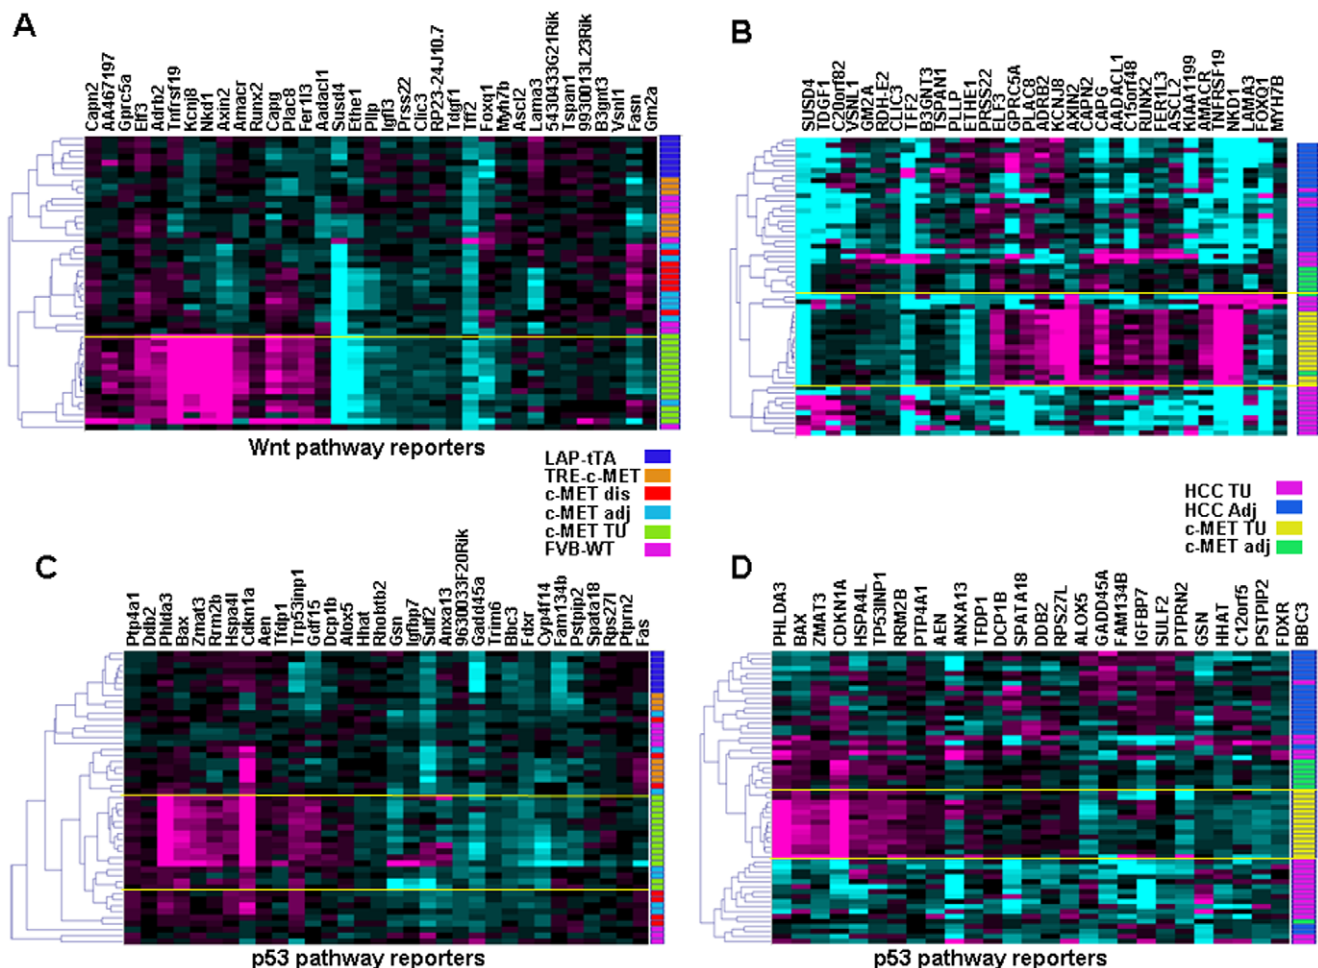 A
Capn2
AA467197
Gprc5a
Elf3
Adrb2
Tnfrsf19
Kcnj8
Nkd1
Axin2
Amacr
Runx2
Capg
Plac8
Fer1l3
Aadacl1
Susd4
Ethe1
Pllp
Igfl3
Prss22
Clic3
RP23-24J10.7
Tdgf1
Tff2
Foxq1
Myh7b
Ascl2
Lama3
5430433G21Rik
Tspan1
9930013L23Rik
B3gnt3
Vsnl1
Fasn
Gm2a
Wnt pathway reporters
B
SUSD4
TDGF1
C20orf82
VSNL1
GM2A
RDHE2
CLIC3
TFF2
B3GNT3
TSPAN1
PLLP
ETHE1
PRSS22
ELF3
GPRC5A
PLAC8
ADRB2
KCNJ8
AXIN2
CAPN2
CAPG
AADACL1
C15orf48
RUNX2
FER1L3
ASCL2
KIAA1199
AMACR
TNFRSF19
NKD1
LAMA3
FOXQ1
MYH7B
LAP-tTA
TRE-c-MET
c-MET dis
c-MET adj
c-MET TU
FVB-WT
HCC TU
HCC Adj
c-MET TU
c-MET adj
C
Ptp4a1
Ddb2
Phlda3
Bax
Zmat3
Rrm2b
Hspa4l
Cdkn1a
Aen
Tfdp1
Trp53inp1
Gdf15
Dcp1b
Alox5
Hhat
Rhobtb2
Gsn
Igfbp7
Sulf2
Anxa13
9630033F20Rik
Gadd45a
Trim6
Bbc3
Fdxr
Cyp4f14
Fam134b
Pstpip2
Spata18
Rps27l
Ptprn2
Fas
p53 pathway reporters
D
PHLDA3
BAX
ZMAT3
CDKN1A
HSPA4L
TP53INP1
RRM2B
PTP4A1
AEN
ANXA13
TFDP1
DCP1B
SPATA18
DDB2
RPS27L
ALOX5
GADD45A
FAM134B
IGFBP7
SULF2
PTPRN2
GSN
HHAT
C12orf5
PSTPIP2
FDXR
BBC3
p53 pathway reporters